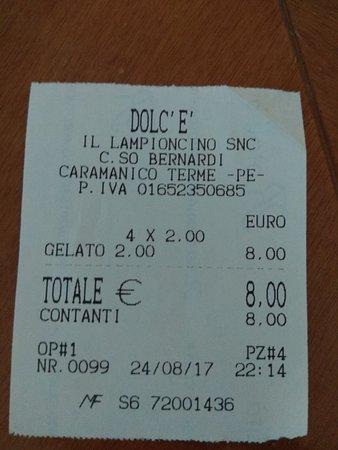 DOLC'E'
IL LAMPIONCINO SNC
C.SO BERNARDI
CARAMANICO TERME -PE-
P.IVA 01652350685
EURO
4 X 2.00
GELATO 2.00 8.00
TOTALE € 8,00
CONTANTI 8.00
OP#1 PZ#4
NR.0099 24/08/17 22:14
MF S6 72001436